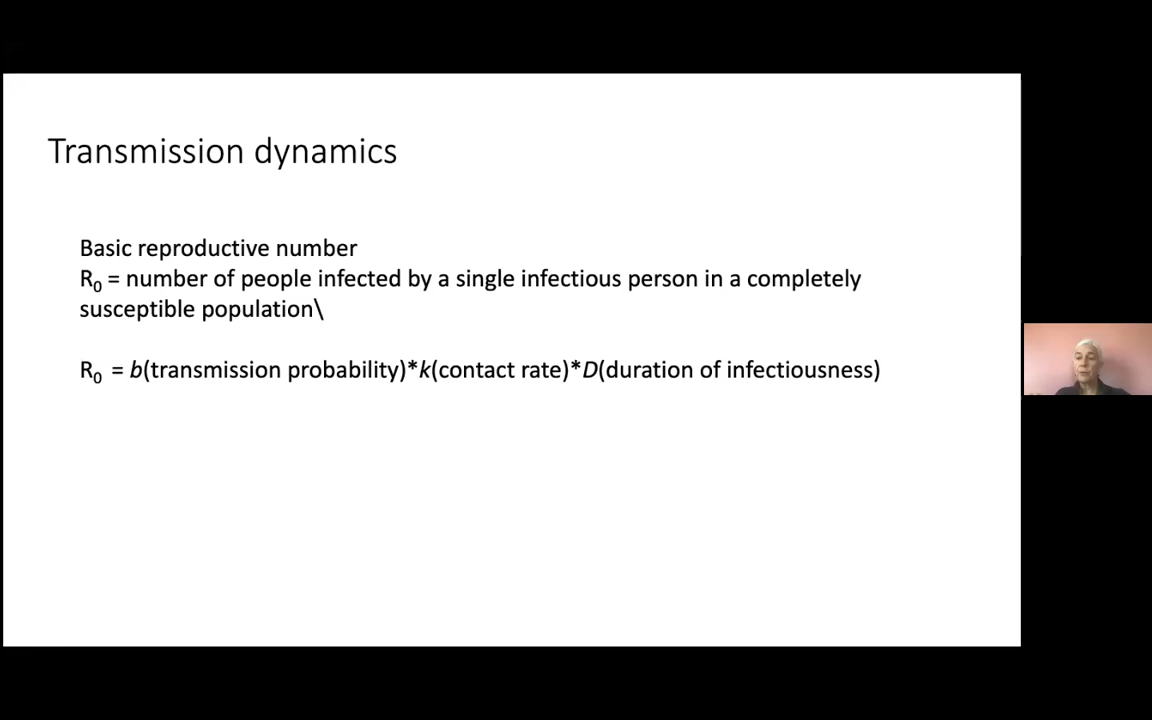 Transmission dynamics
Basic reproductive number
R₀ = number of people infected by a single infectious person in a completely
susceptible population\
R₀ = b(transmission probability)*k(contact rate)*D(duration of infectiousness)